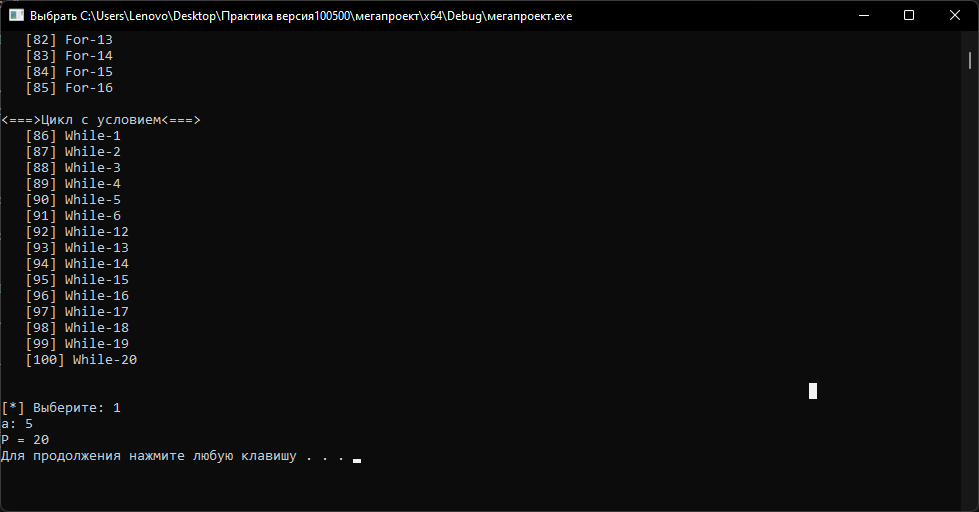 Выбрать C:\Users\Lenovo\Desktop\Практика версия100500\мегапроект\x64\Debug\мегапроект.exe
[82] For-13
[83] For-14
[84] For-15
[85] For-16
<===>Цикл с условием<===>
[86] While-1
[87] While-2
[88] While-3
[89] While-4
[90] While-5
[91] While-6
[92] While-12
[93] While-13
[94] While-14
[95] While-15
[96] While-16
[97] While-17
[98] While-18
[99] While-19
[100] While-20
[*] Выберите: 1
a: 5
P = 20
Для продолжения нажмите любую клавишу . . .